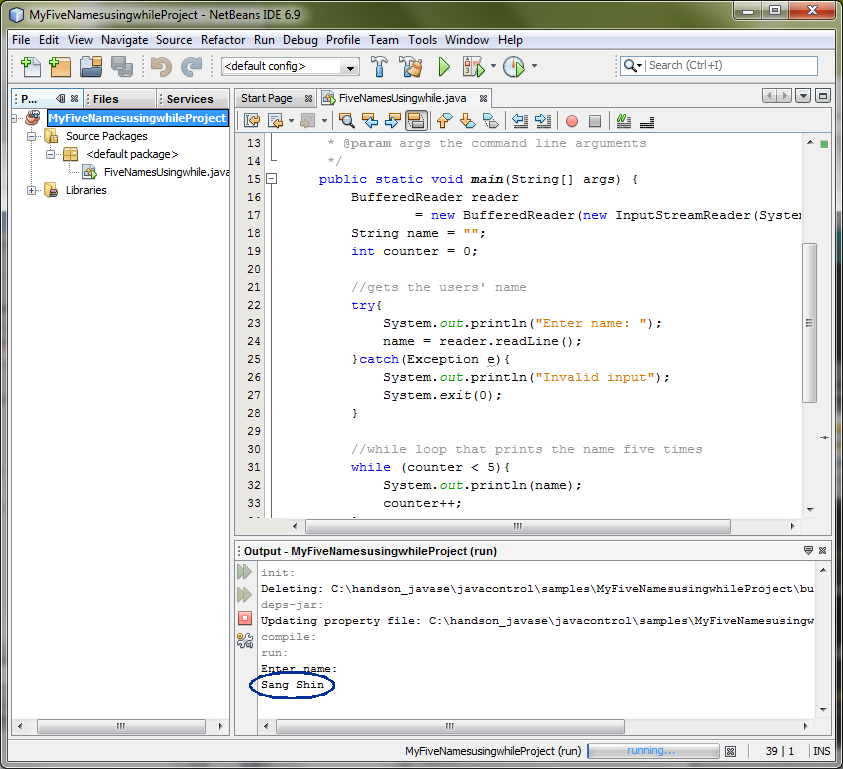 MyFiveNamesusingwhileProject - NetBeans IDE 6.9
File Edit View Navigate Source Refactor Run Debug Profile Team Tools Window Help
<default config>
Search (Ctrl+I)
P... Files Services
Start Page FiveNamesUsingwhile.java
MyFiveNamesusingwhileProject
Source Packages
<default package>
FiveNamesUsingwhile.java
Libraries
13 * @param args the command line arguments
14 */
15 public static void main(String[] args) {
16 BufferedReader reader
17 = new BufferedReader(new InputStreamReader(System
18 String name = "";
19 int counter = 0;
20
21 //gets the users' name
22 try{
23 System.out.println("Enter name: ");
24 name = reader.readLine();
25 }catch(Exception e){
26 System.out.println("Invalid input");
27 System.exit(0);
28 }
29
30 //while loop that prints the name five times
31 while (counter < 5){
32 System.out.println(name);
33 counter++;
Output - MyFiveNamesusingwhileProject (run)
init:
Deleting: C:\handson_javase\javacontrol\samples\MyFiveNamesusingwhileProject\bu
deps-jar:
Updating property file: C:\handson_javase\javacontrol\samples\MyFiveNamesusingw
compile:
run:
Enter name:
Sang Shin
MyFiveNamesusingwhileProject (run) running... 39 | 1 INS